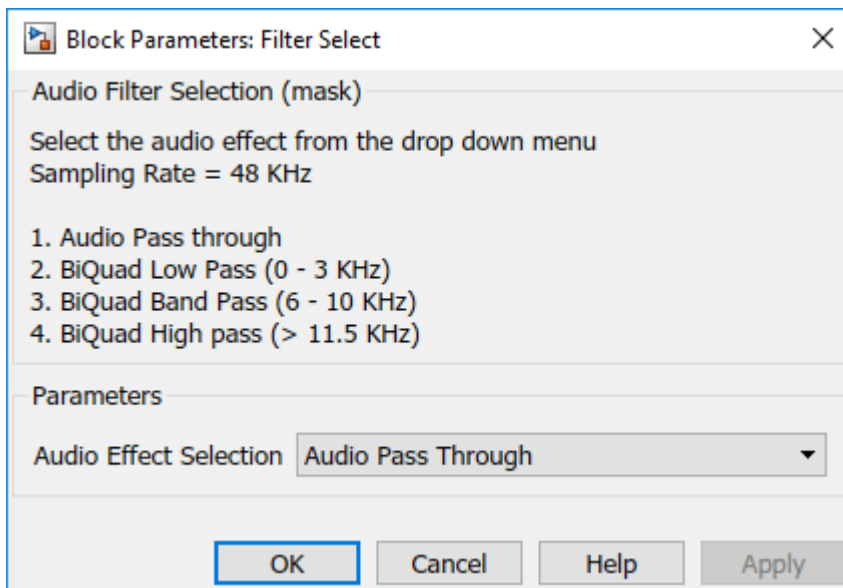 Block Parameters: Filter Select
Audio Filter Selection (mask)
Select the audio effect from the drop down menu
Sampling Rate = 48 KHz
1. Audio Pass through
2. BiQuad Low Pass (0 - 3 KHz)
3. BiQuad Band Pass (6 - 10 KHz)
4. BiQuad High pass (> 11.5 KHz)
Parameters
Audio Effect Selection Audio Pass Through
OK Cancel Help Apply